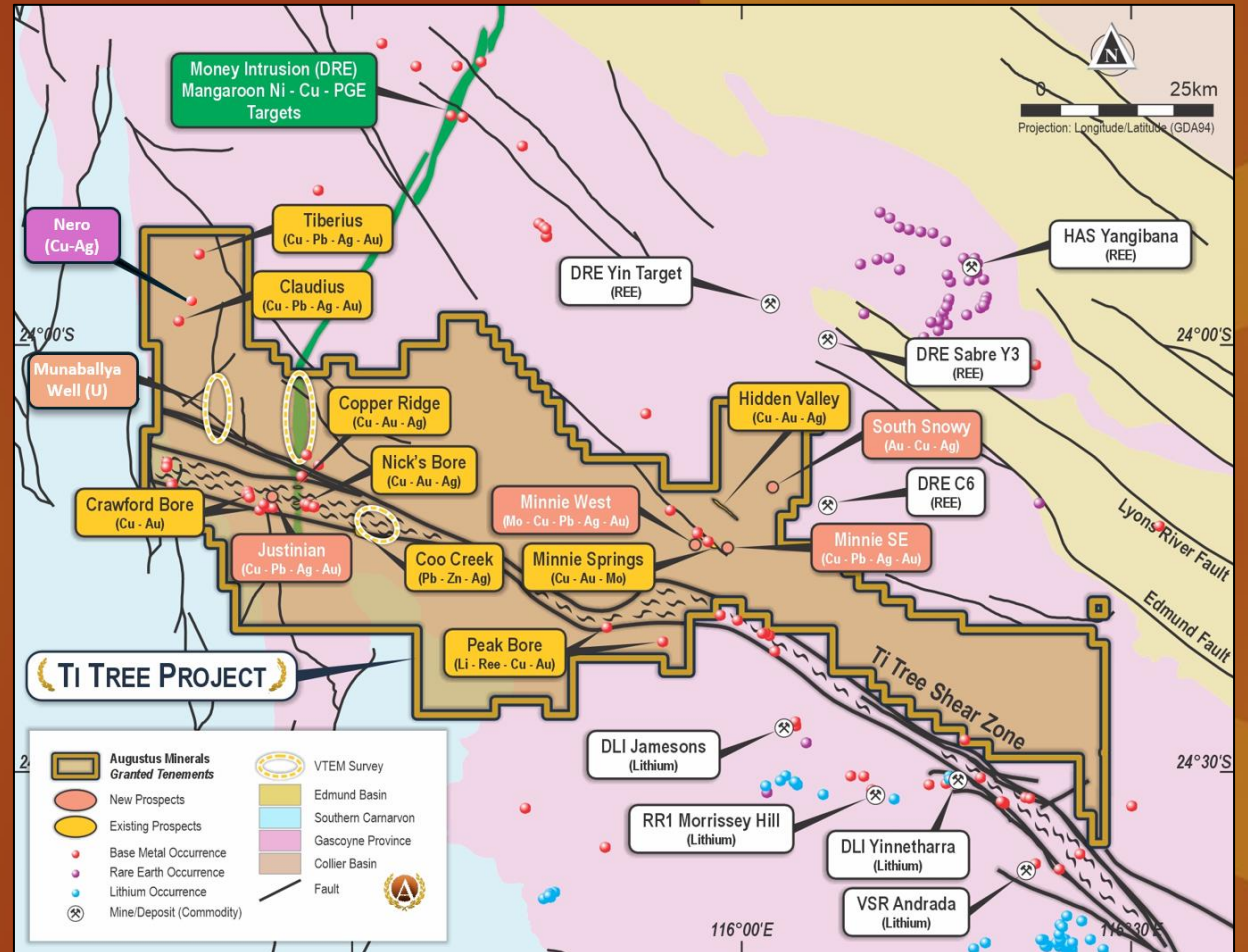 Money Intrusion (DRE)
Mangaroon Ni - Cu - PGE
Targets
N
0
25km
Projection: Longitude/Latitude (GDA94)
Nero
(Cu-Ag)
Tiberius
(Cu - Pb - Ag - Au)
Claudius
(Cu - Pb - Ag - Au)
DRE Yin Target
(REE)
HAS Yangibana
(REE)
24°00'S
24°00'S
Munaballya
Well (U)
DRE Sabre Y3
(REE)
Copper Ridge
(Cu - Au - Ag)
Hidden Valley
(Cu - Au - Ag)
South Snowy
(Au - Cu - Ag)
Nick's Bore
(Cu - Au - Ag)
DRE C6
(REE)
Crawford Bore
(Cu - Au)
Minnie West
(Mo - Cu - Pb - Ag - Au)
Lyons River Fault
Justinian
(Cu - Pb - Ag - Au)
Coo Creek
(Pb - Zn - Ag)
Minnie Springs
(Cu - Au - Mo)
Minnie SE
(Cu - Pb - Ag - Au)
Edmund Fault
Peak Bore
(Li - Ree - Cu - Au)
TI TREE PROJECT
Ti Tree Shear Zone
DLI Jamesons
(Lithium)
24°30'S
RR1 Morrissey Hill
(Lithium)
DLI Yinnetharra
(Lithium)
VSR Andrada
(Lithium)
116°00'E
116°30'E
Augustus Minerals
Granted Tenements
New Prospects
Existing Prospects
Base Metal Occurrence
Rare Earth Occurrence
Lithium Occurrence
Mine/Deposit (Commodity)
VTEM Survey
Edmund Basin
Southern Carnarvon
Gascoyne Province
Collier Basin
Fault
A